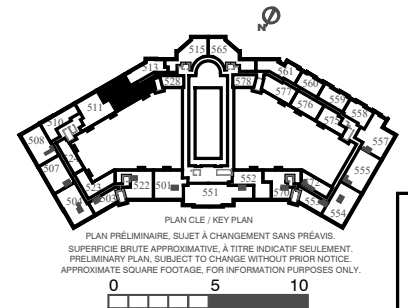 N
515 565
513 528 578 561
511 577 560
510 576 559
508 575 558
507 557
524 555
523 522 501 552 572
504 503 551 570 553 554
PLAN CLE / KEY PLAN
PLAN PRÉLIMINAIRE, SUJET À CHANGEMENT SANS PRÉAVIS.
SUPERFICIE BRUTE APPROXIMATIVE, À TITRE INDICATIF SEULEMENT.
PRELIMINARY PLAN, SUBJECT TO CHANGE WITHOUT PRIOR NOTICE.
APPROXIMATE SQUARE FOOTAGE, FOR INFORMATION PURPOSES ONLY.
0 5 10